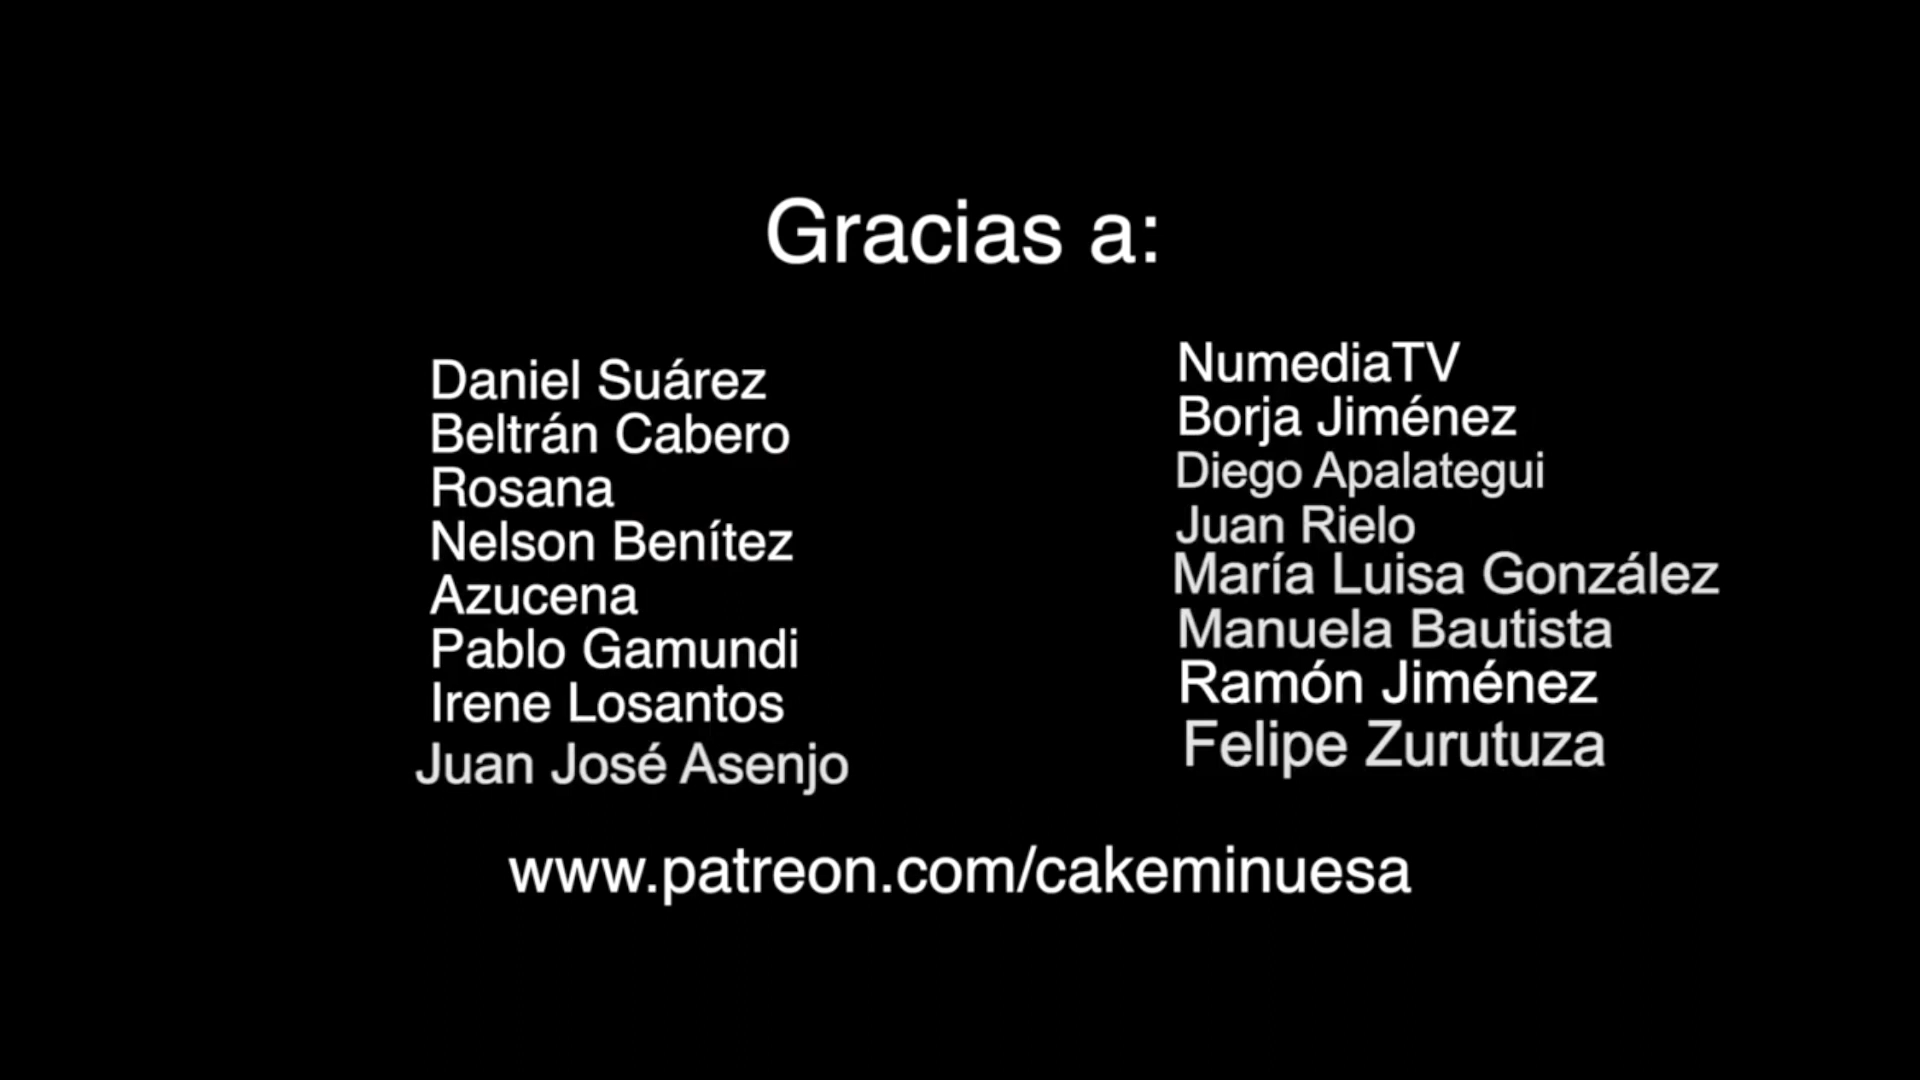 Gracias a:
Daniel Suárez
Beltrán Cabero
Rosana
Nelson Benítez
Azucena
Pablo Gamundi
Irene Losantos
Juan José Asenjo
NumediaTV
Borja Jiménez
Diego Apalategui
Juan Rielo
María Luisa González
Manuela Bautista
Ramón Jiménez
Felipe Zurutuza
www.patreon.com/cakeminuesa